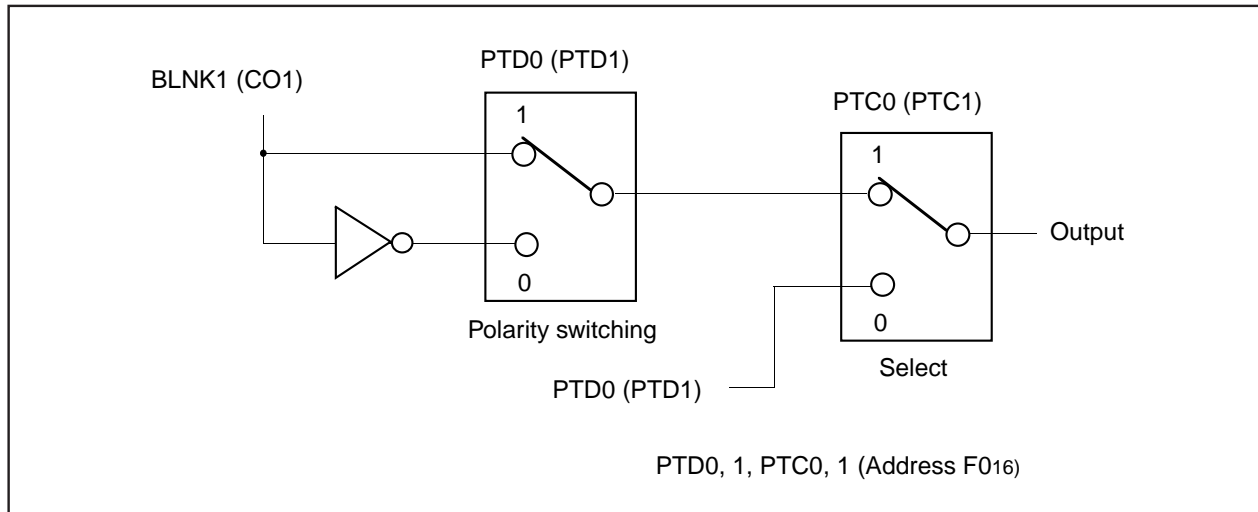 PTD0 (PTD1)
BLNK1 (CO1)
PTC0 (PTC1)
1
1
Output
0
0
Polarity switching
Select
PTD0 (PTD1)
PTD0, 1, PTC0, 1 (Address F016)